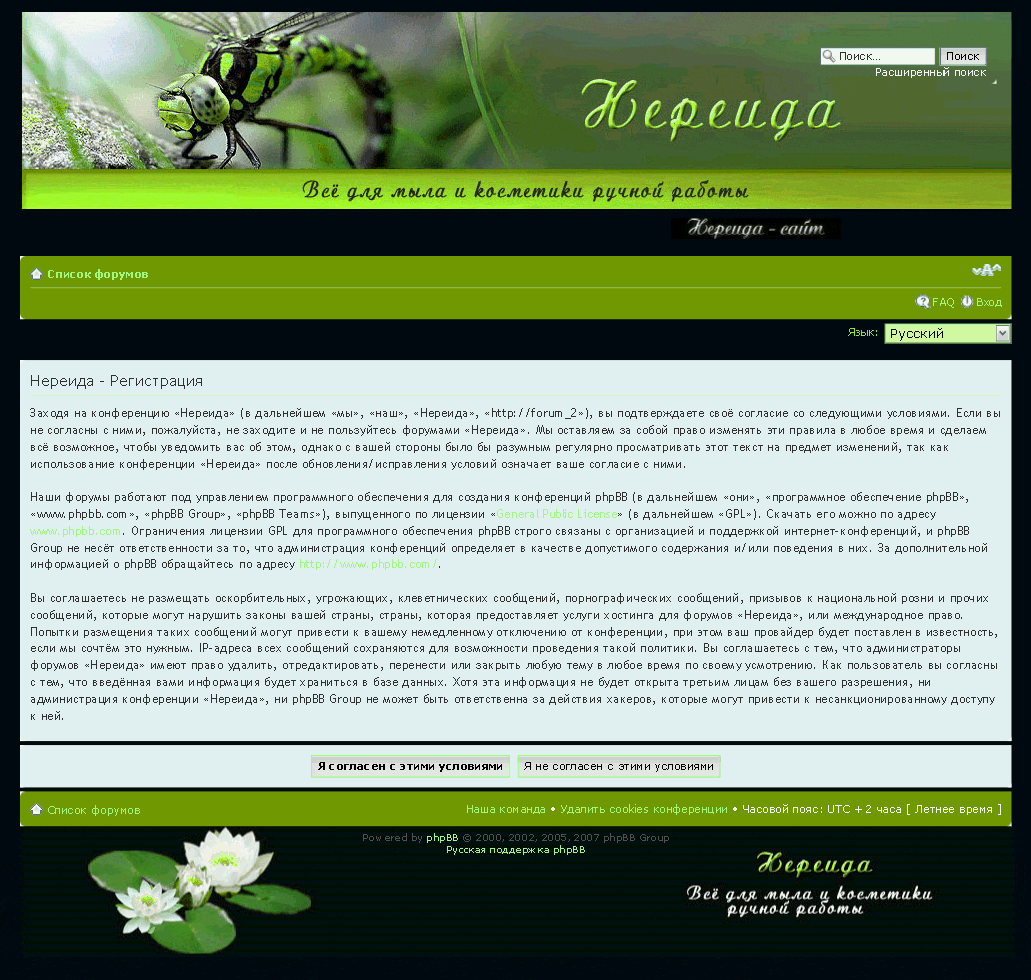 Поиск...
Поиск
Расширенный поиск
Нереида
Всё для мыла и косметики ручной работы
Нереида - сайт
Список форумов
A
FAQ Вход
Язык: Русский
Нереида - Регистрация
Заходя на конференцию «Нереида» (в дальнейшем «мы», «наш», «Нереида», «http://forum_2»), вы подтверждаете своё согласие со следующими условиями. Если вы
не согласны с ними, пожалуйста, не заходите и не пользуйтесь форумами «Нереида». Мы оставляем за собой право изменять эти правила в любое время и сделаем
всё возможное, чтобы уведомить вас об этом, однако с вашей стороны было бы разумным регулярно просматривать этот текст на предмет изменений, так как
использование конференции «Нереида» после обновления/исправления условий означает ваше согласие с ними.
Наши форумы работают под управлением программного обеспечения для создания конференций phpBB (в дальнейшем «они», «программное обеспечение phpBB»,
«www.phpbb.com», «phpBB Group», «phpBB Teams»), выпущенного по лицензии «General Public License» (в дальнейшем «GPL»). Скачать его можно по адресу
www.phpbb.com. Ограничения лицензии GPL для программного обеспечения phpBB строго связаны с организацией и поддержкой интернет-конференций, и phpBB
Group не несёт ответственности за то, что администрация конференций определяет в качестве допустимого содержания и/или поведения в них. За дополнительной
информацией о phpBB обращайтесь по адресу http://www.phpbb.com/.
Вы соглашаетесь не размещать оскорбительных, угрожающих, клеветнических сообщений, порнографических сообщений, призывов к национальной розни и прочих
сообщений, которые могут нарушить законы вашей страны, страны, которая предоставляет услуги хостинга для форумов «Нереида», или международное право.
Попытки размещения таких сообщений могут привести к вашему немедленному отключению от конференции, при этом ваш провайдер будет поставлен в известность,
если мы сочтём это нужным. IP-адреса всех сообщений сохраняются для возможности проведения такой политики. Вы соглашаетесь с тем, что администраторы
форумов «Нереида» имеют право удалить, отредактировать, перенести или закрыть любую тему в любое время по своему усмотрению. Как пользователь вы согласны
с тем, что введённая вами информация будет храниться в базе данных. Хотя эта информация не будет открыта третьим лицам без вашего разрешения, ни
администрация конференции «Нереида», ни phpBB Group не может быть ответственна за действия хакеров, которые могут привести к несанкционированному доступу
к ней.
Я согласен с этими условиями Я не согласен с этими условиями
Список форумов Наша команда • Удалить cookies конференции • Часовой пояс: UTC + 2 часа [ Летнее время ]
Powered by phpBB © 2000, 2002, 2005, 2007 phpBB Group
Русская поддержка phpBB
Нереида
Всё для мыла и косметики
ручной работы